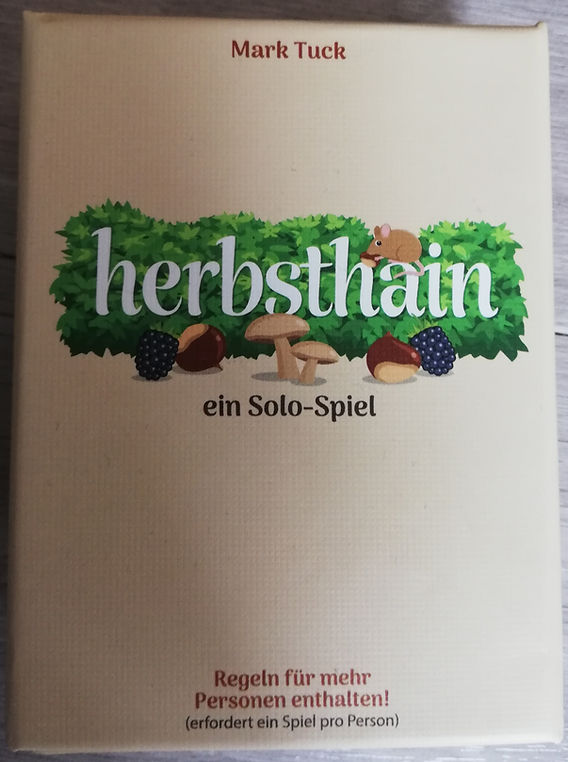 Mark Tuck
herbsthain
ein Solo-Spiel
Regeln für mehr
Personen enthalten!
(erfordert ein Spiel pro Person)